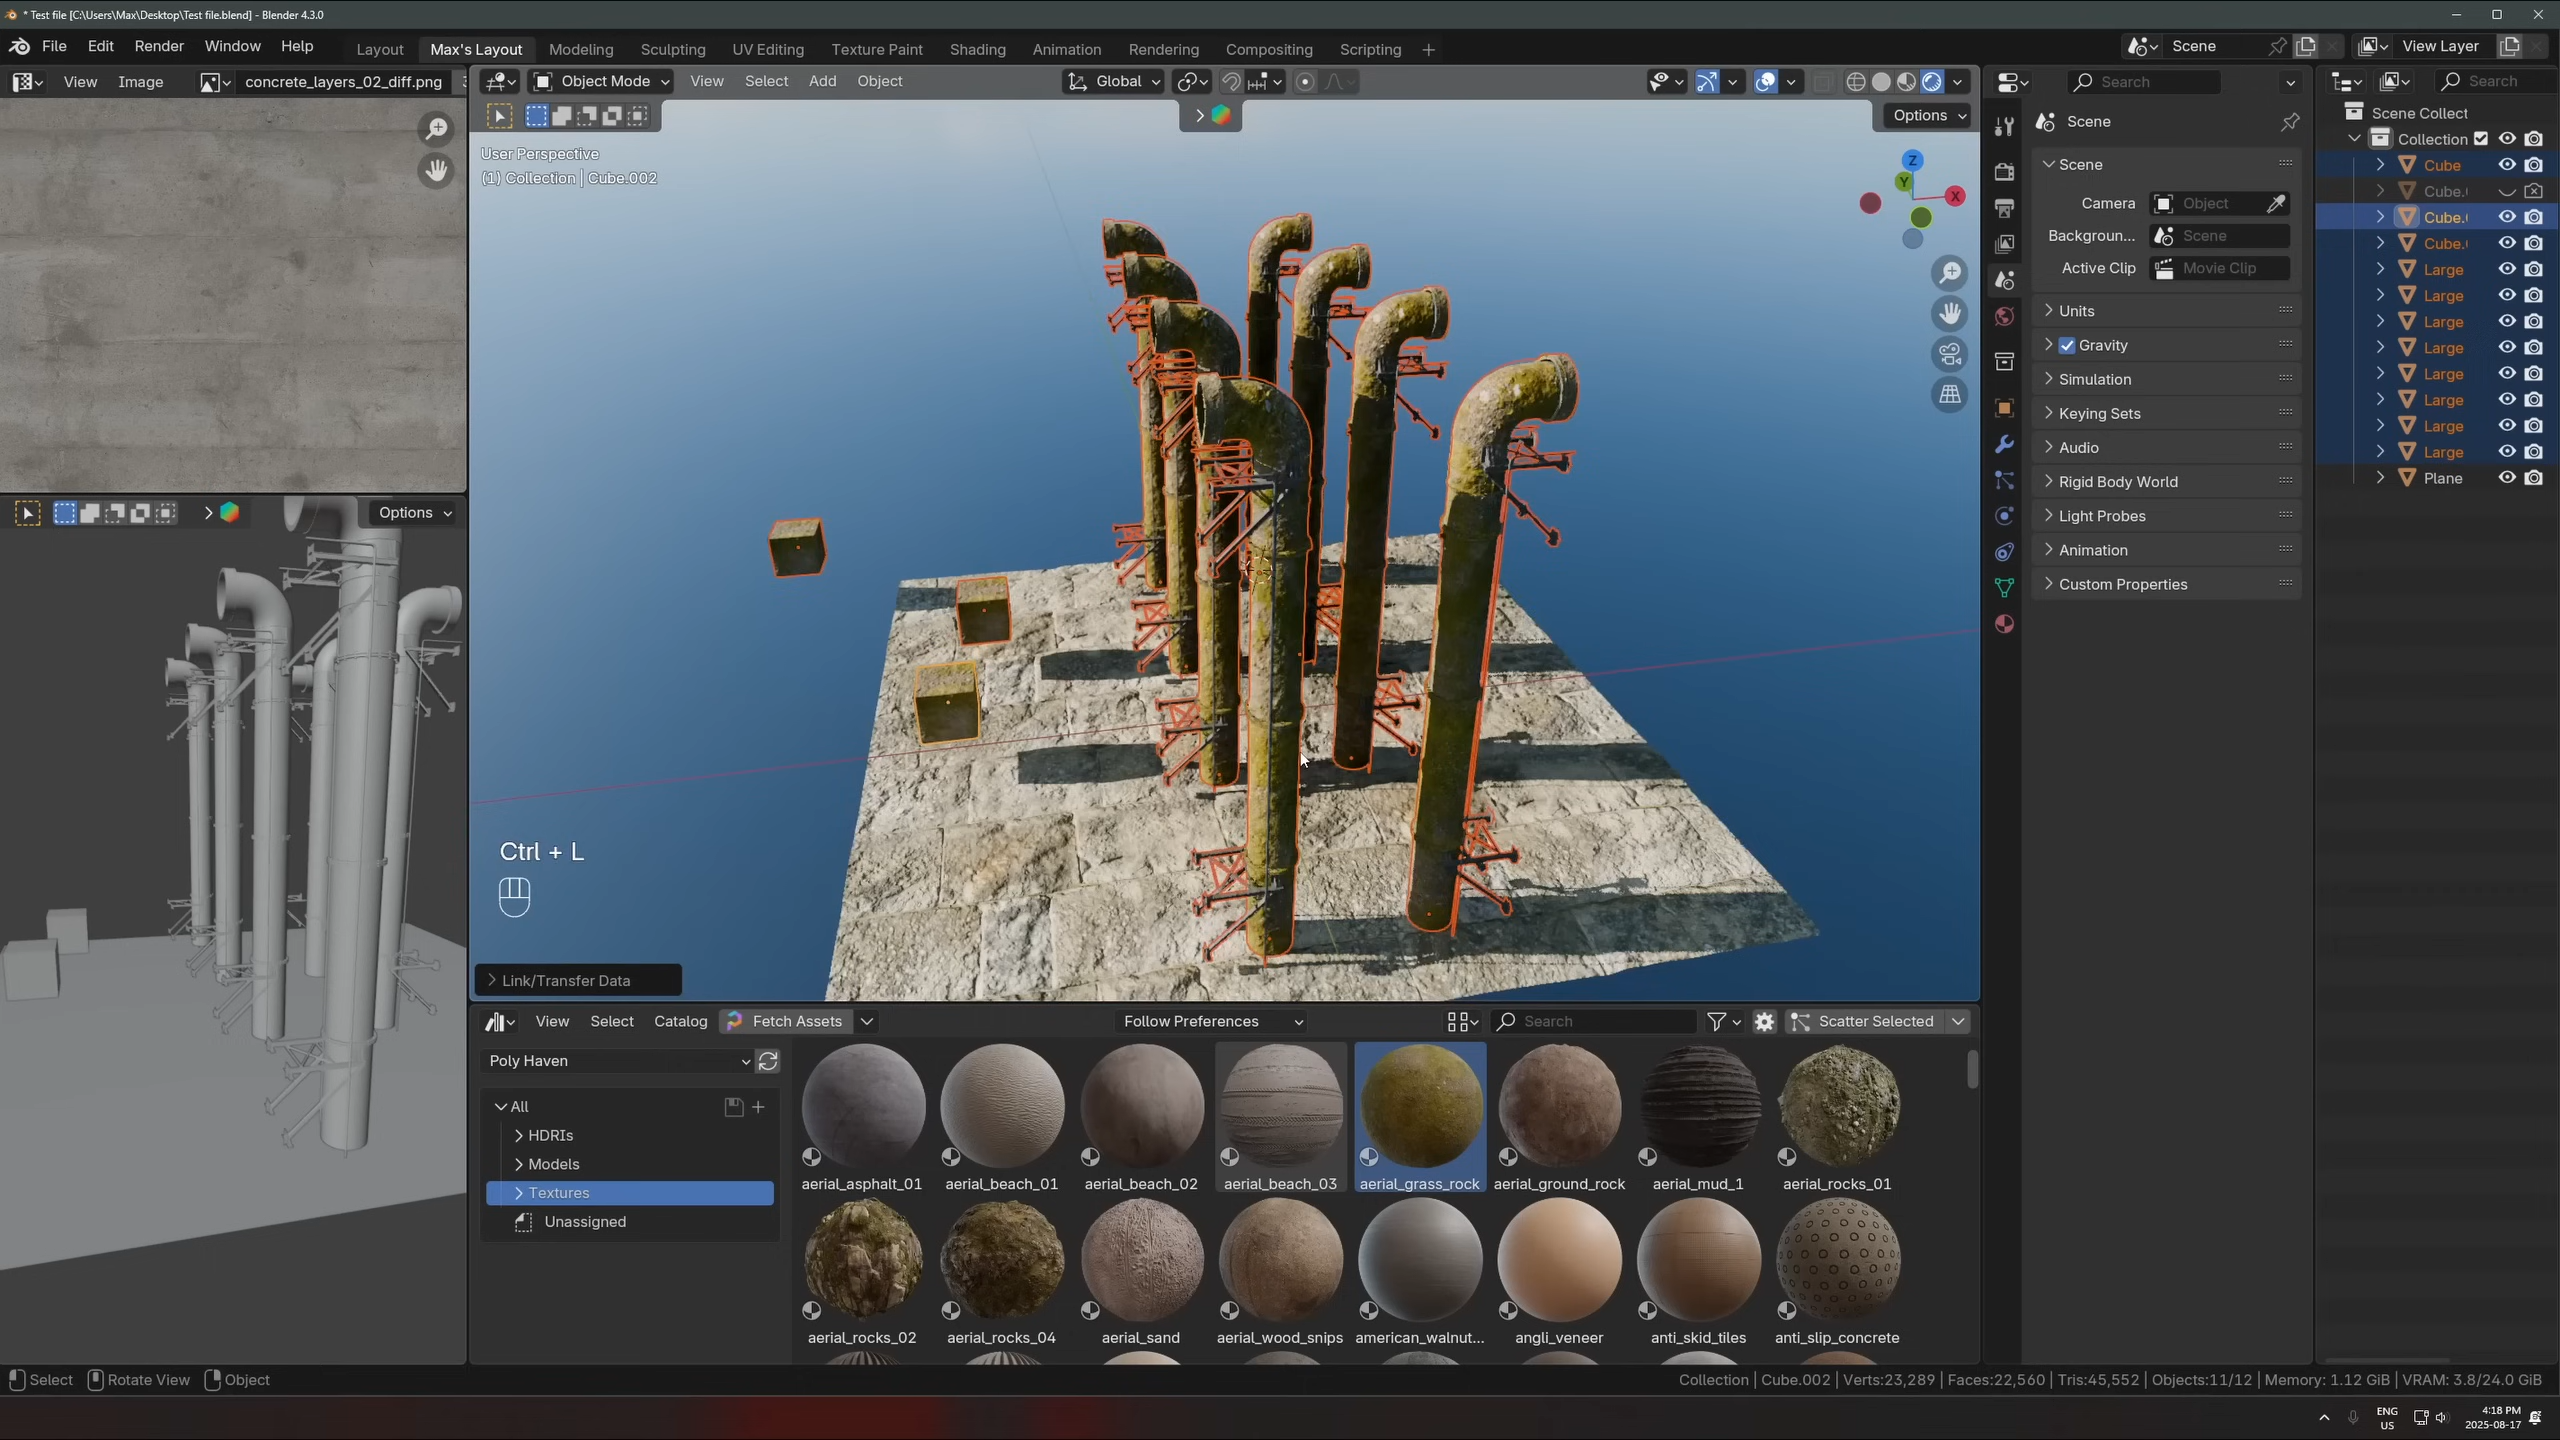 * Test file [C:\Users\Max\Desktop\Test file.blend] - Blender 4.3.0
File Edit Render Window Help
Layout Max's Layout Modeling Sculpting UV Editing Texture Paint Shading Animation Rendering Compositing Scripting
Scene
View Layer
View Image concrete_layers_02_diff.png
Object Mode View Select Add Object
Global
Search
Search
Options
User Perspective
(1) Collection | Cube.002
Z
Y
X
Ctrl + L
Link/Transfer Data
Options
Scene
Scene
Camera Object
Backgroun... Scene
Active Clip Movie Clip
Units
Gravity
Simulation
Keying Sets
Audio
Rigid Body World
Light Probes
Animation
Custom Properties
Scene Collect
Collection
Cube
Cube.
Cube.
Cube.
Large
Large
Large
Large
Large
Large
Large
Large
Plane
View Select Catalog Fetch Assets
Follow Preferences
Search
Scatter Selected
Poly Haven
All
HDRIs
Models
Textures
Unassigned
aerial_asphalt_01 aerial_beach_01 aerial_beach_02 aerial_beach_03 aerial_grass_rock aerial_ground_rock aerial_mud_1 aerial_rocks_01
aerial_rocks_02 aerial_rocks_04 aerial_sand aerial_wood_snips american_walnut... angli_veneer anti_skid_tiles anti_slip_concrete
Select Rotate View Object
Collection | Cube.002 | Verts:23,289 | Faces:22,560 | Tris:45,552 | Objects:11/12 | Memory: 1.12 GiB | VRAM: 3.8/24.0 GiB
ENG
US
4:18 PM
2025-08-17